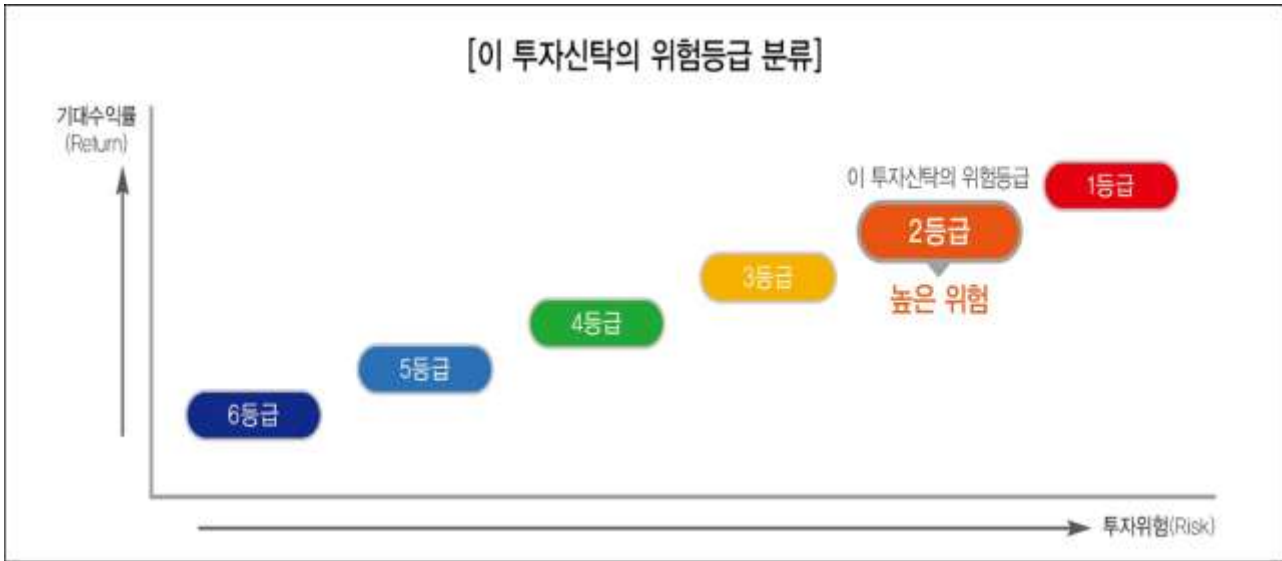 [이 투자신탁의 위험등급 분류]
기대수익률
(Return)
이 투자신탁의 위험등급
1등급
2등급
높은 위험
3등급
4등급
5등급
6등급
투자위험(Risk)